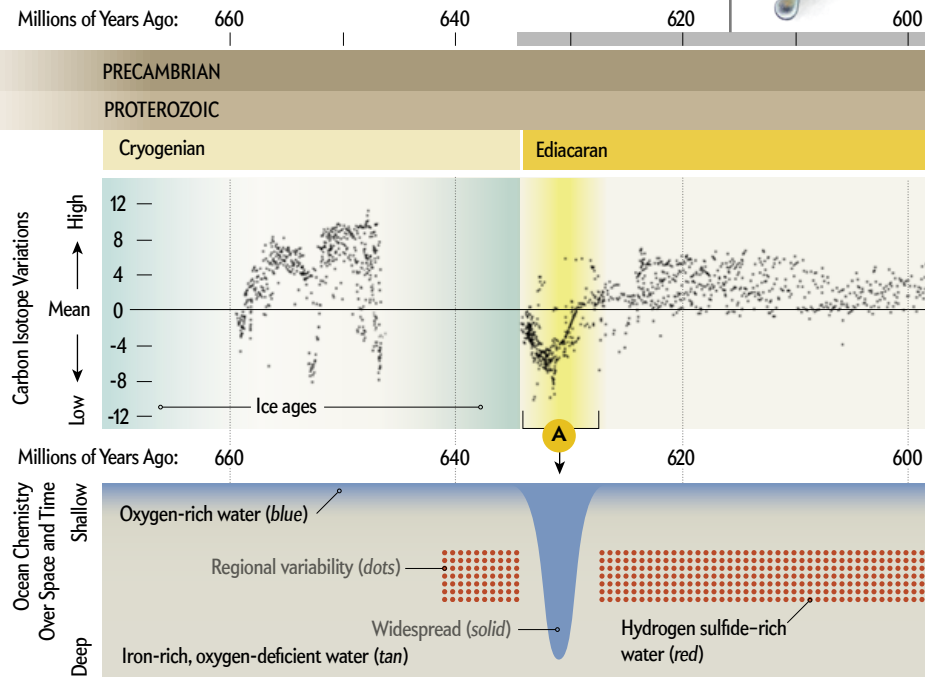 Millions of Years Ago: 660 640 620 600
PRECAMBRIAN
PROTEROZOIC
Cryogenian Ediacaran
Carbon Isotope Variations
High
Mean
Low
12
8
4
0
-4
-8
-12
Ice ages
A
Millions of Years Ago: 660 640 620 600
Ocean Chemistry
Over Space and Time
Shallow
Deep
Oxygen-rich water (blue)
Regional variability (dots)
Widespread (solid)
Hydrogen sulfide–rich
water (red)
Iron-rich, oxygen-deficient water (tan)